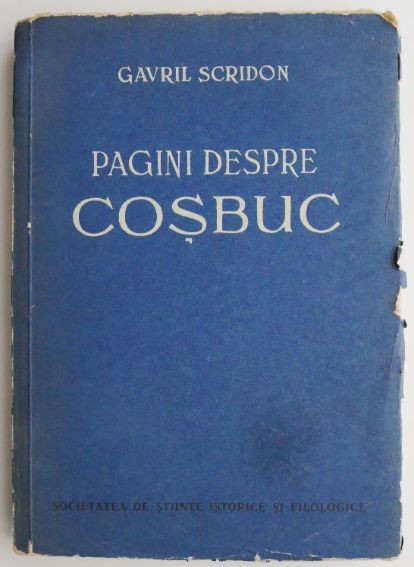 GAVRIL SCRIDON
PAGINI DESPRE
COȘBUC
SOCIETATEA DE ȘTIINȚE ISTORICE ȘI FILOLOGICE